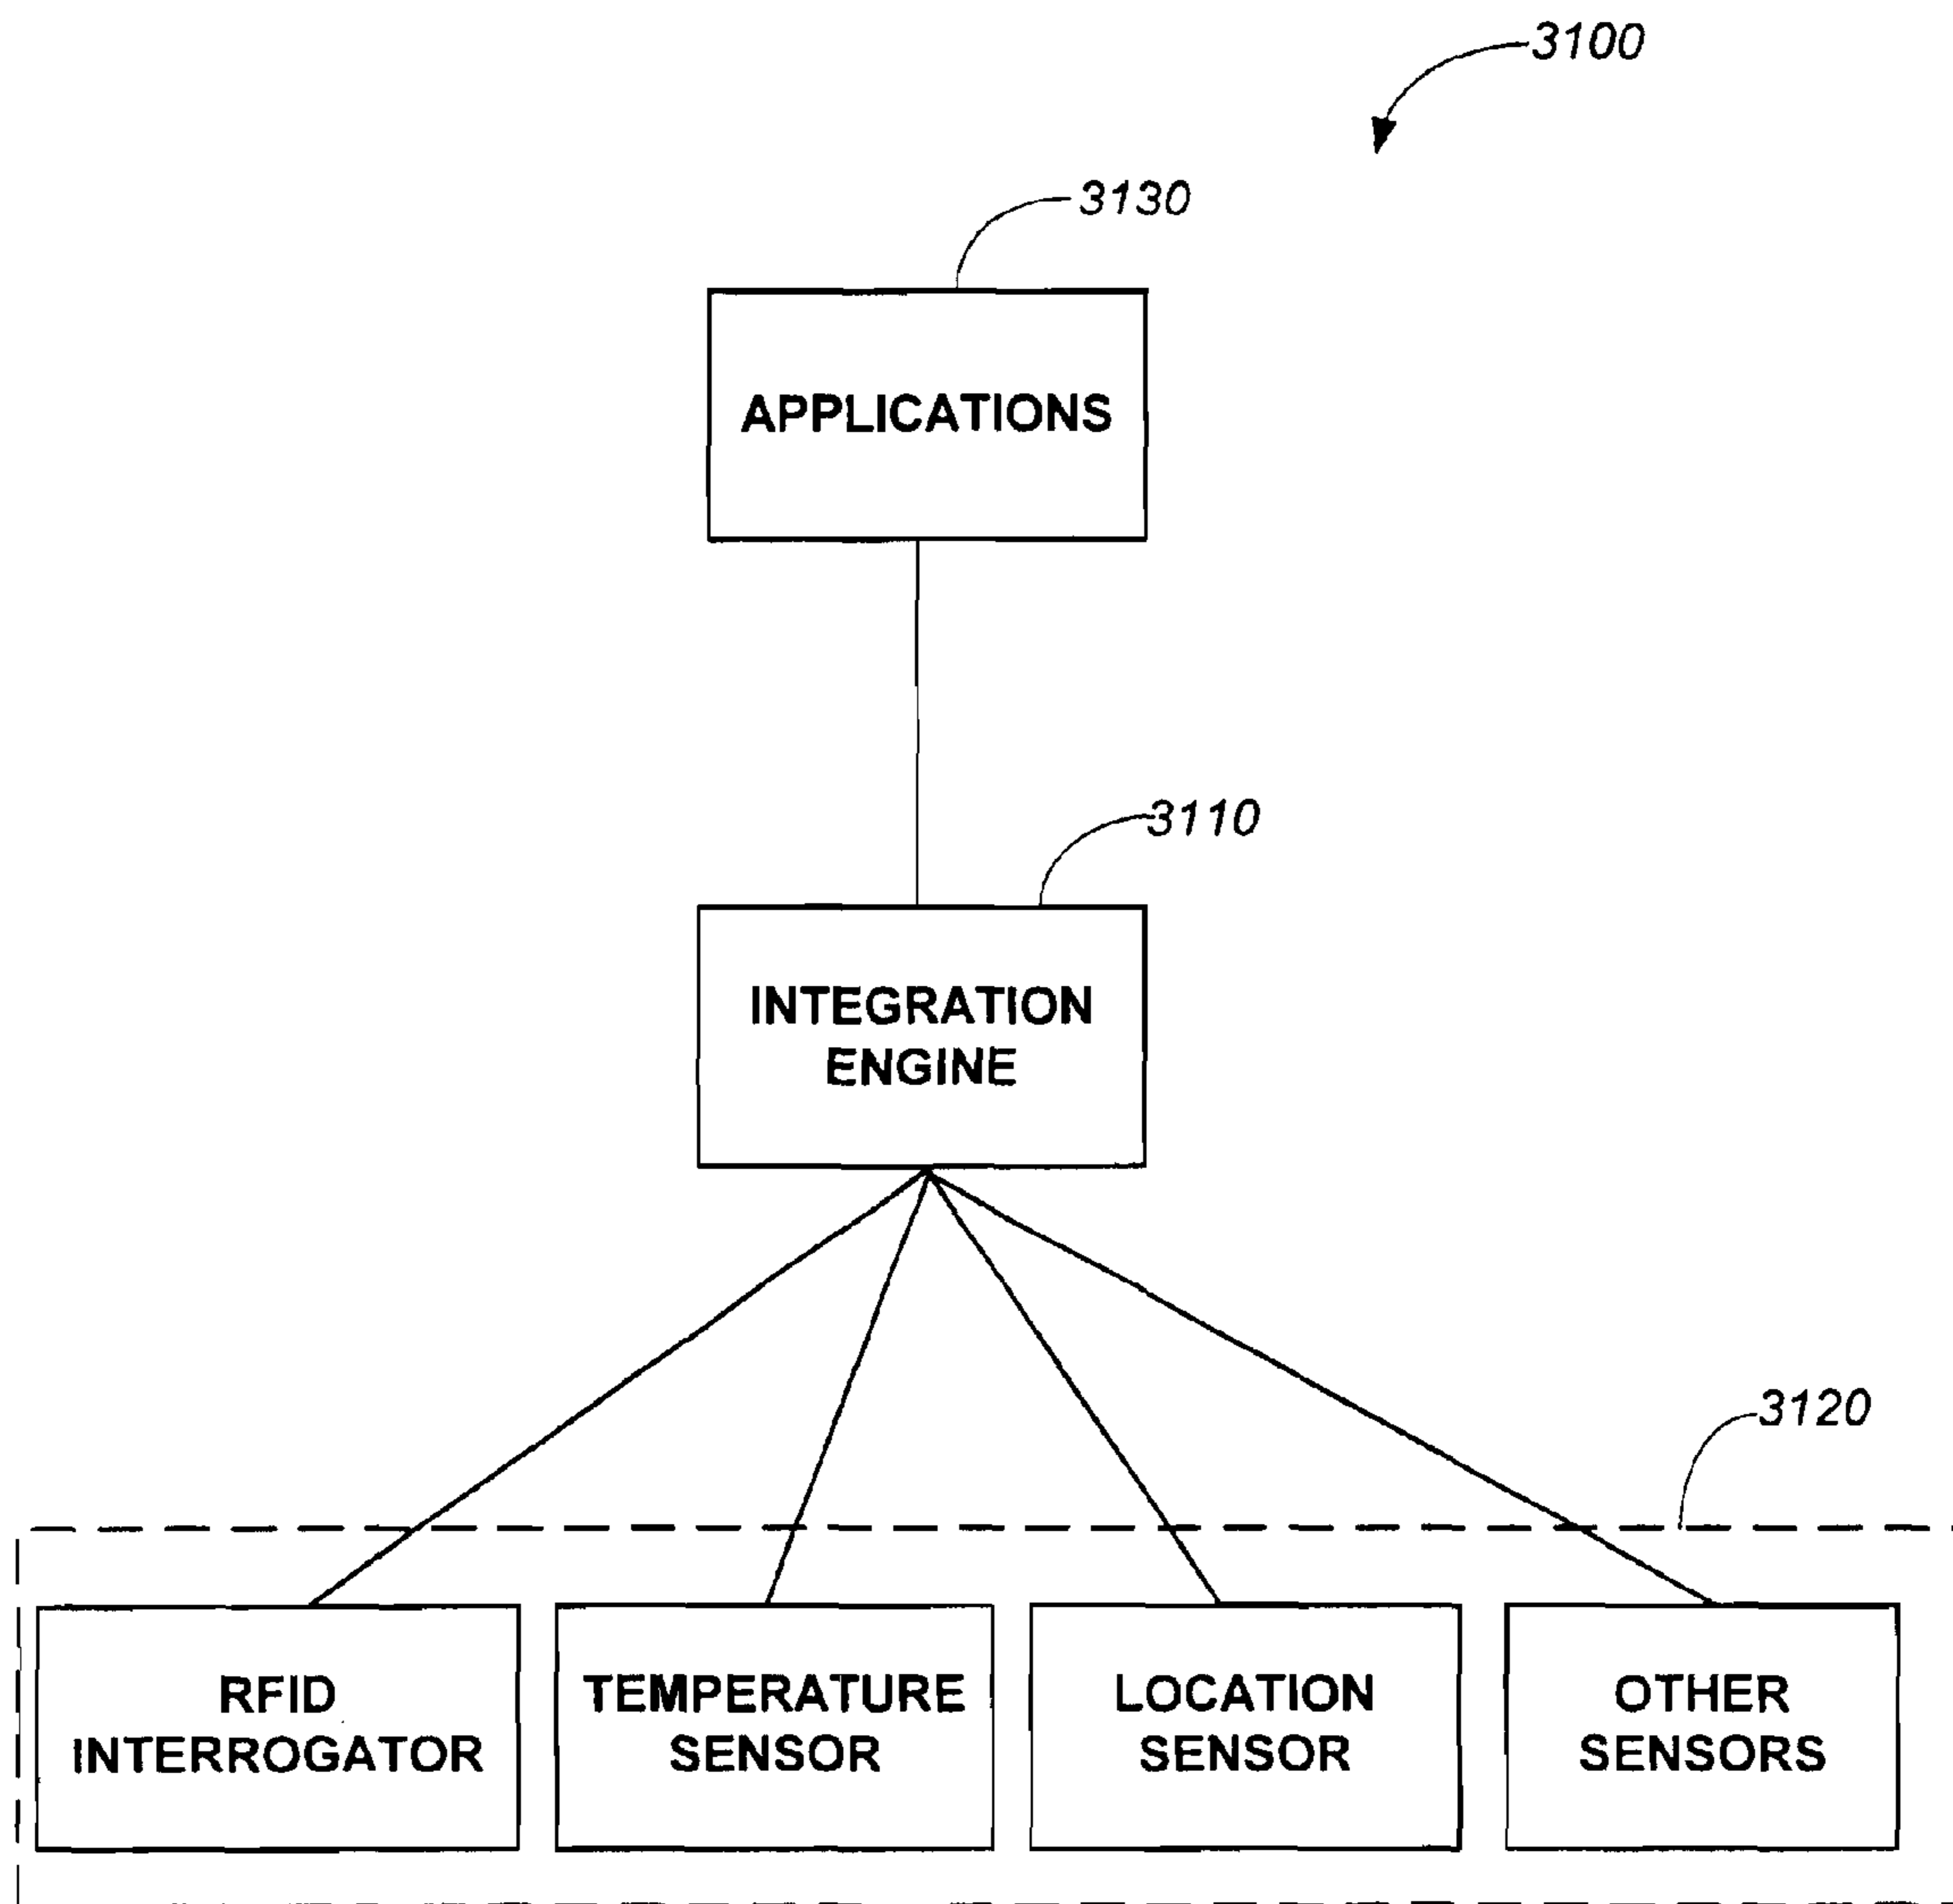 3100
3130
APPLICATIONS
3110
INTEGRATION
ENGINE
3120
RFID
INTERROGATOR
TEMPERATURE
SENSOR
LOCATION
SENSOR
OTHER
SENSORS